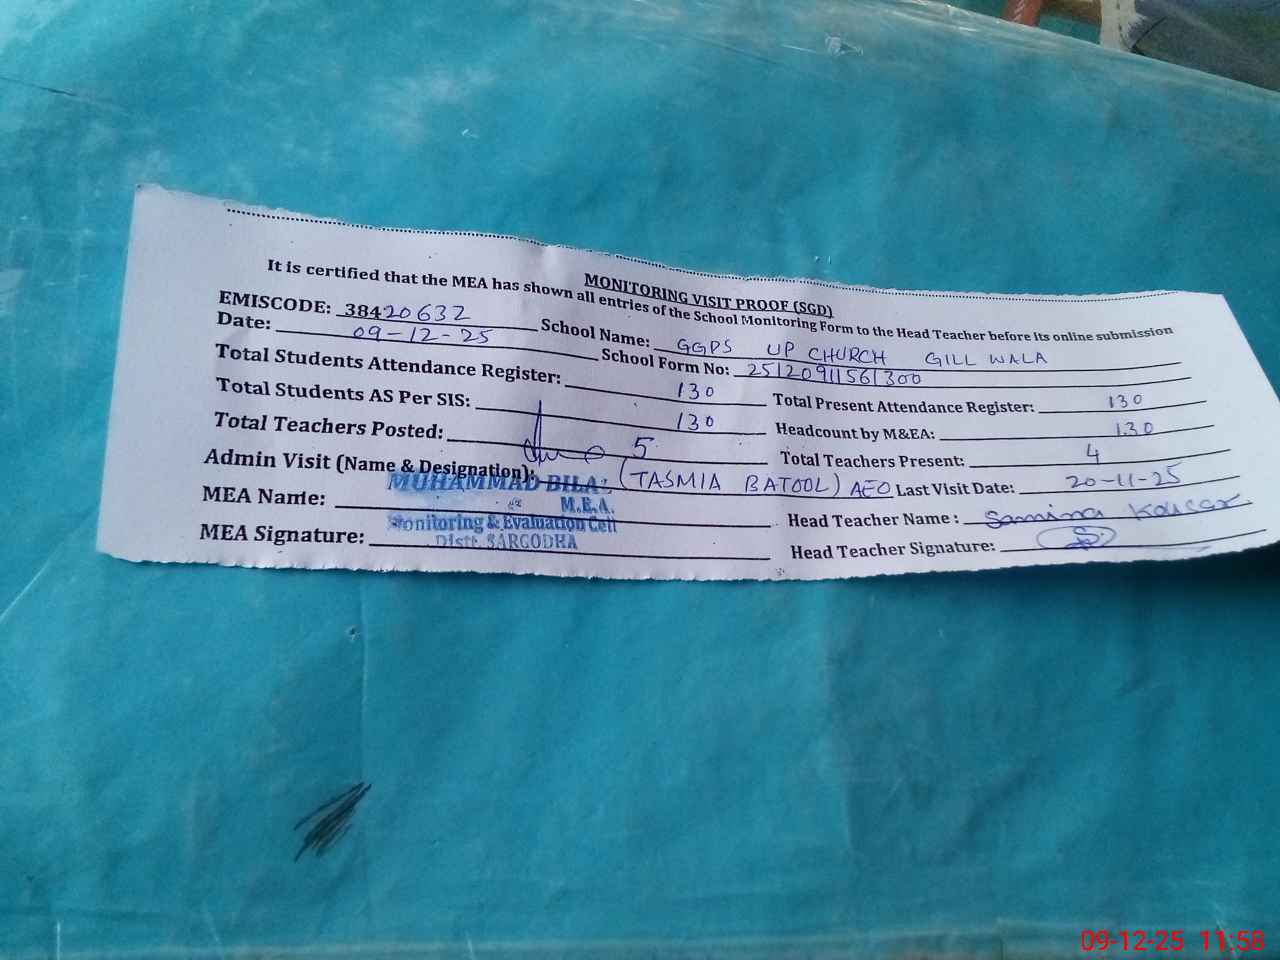 MONITORING VISIT PROOF (SGD)
It is certified that the MEA has shown all entries of the School Monitoring Form to the Head Teacher before its online submission
EMISCODE: 38420632 School Name: GGPS UP CHURCH GILL WALA
Date: 09-12-25 School Form No: 25120911561300
Total Students Attendance Register: 130 Total Present Attendance Register: 130
Total Students AS Per SIS: 130 Headcount by M&EA: 130
Total Teachers Posted: 5 Total Teachers Present: 4
Admin Visit (Name & Designation): (TASMIA BATOOL) AEO Last Visit Date: 20-11-25
MEA Name: MUHAMMAD BILAL Head Teacher Name: Samina Kousar
M.E.A.
Monitoring & Evaluation Cell
MEA Signature: Distt. SARGODHA Head Teacher Signature:
09-12-25 11:58